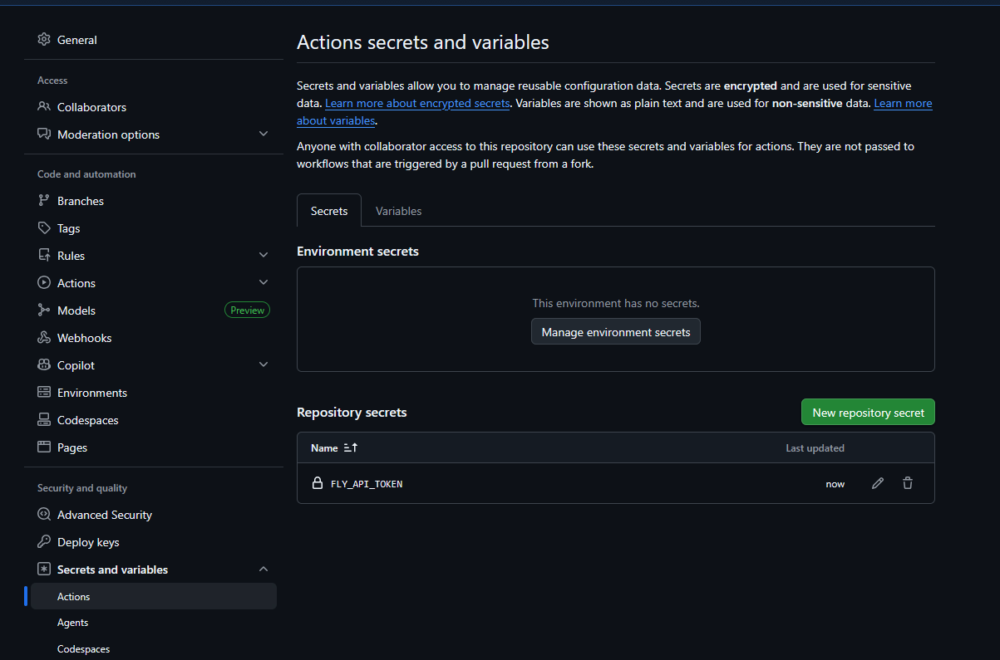 General
Access
Collaborators
Moderation options
Code and automation
Branches
Tags
Rules
Actions
Models
Preview
Webhooks
Copilot
Environments
Codespaces
Pages
Security and quality
Advanced Security
Deploy keys
Secrets and variables
Actions
Agents
Codespaces
Actions secrets and variables
Secrets and variables allow you to manage reusable configuration data. Secrets are encrypted and are used for sensitive
data. Learn more about encrypted secrets. Variables are shown as plain text and are used for non-sensitive data. Learn more
about variables.
Anyone with collaborator access to this repository can use these secrets and variables for actions. They are not passed to
workflows that are triggered by a pull request from a fork.
Secrets
Variables
Environment secrets
This environment has no secrets.
Manage environment secrets
Repository secrets
New repository secret
Name
Last updated
FLY_API_TOKEN
now